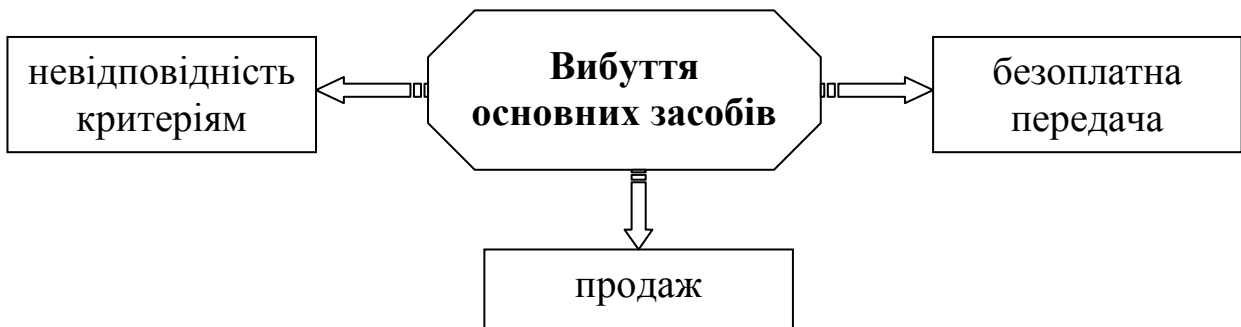 Вибуття
основних засобів
невідповідність
критеріям
безоплатна
передача
продаж